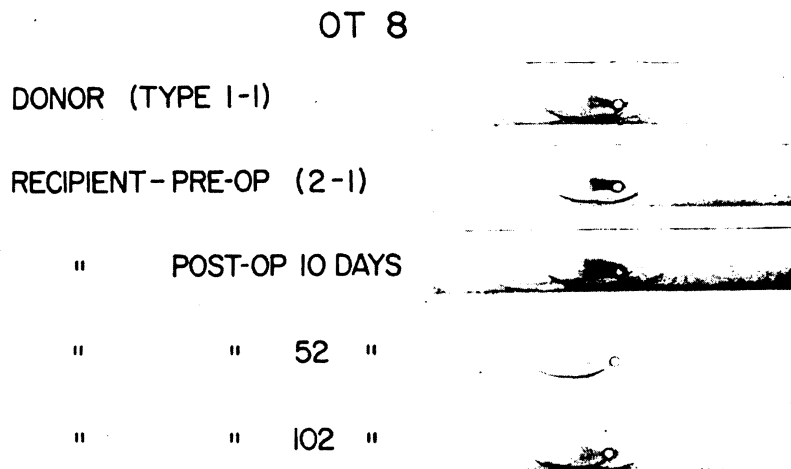 OT 8
DONOR (TYPE 1-1)
RECIPIENT-PRE-OP (2-1)
" POST-OP 10 DAYS
" " 52 "
" " 102 "